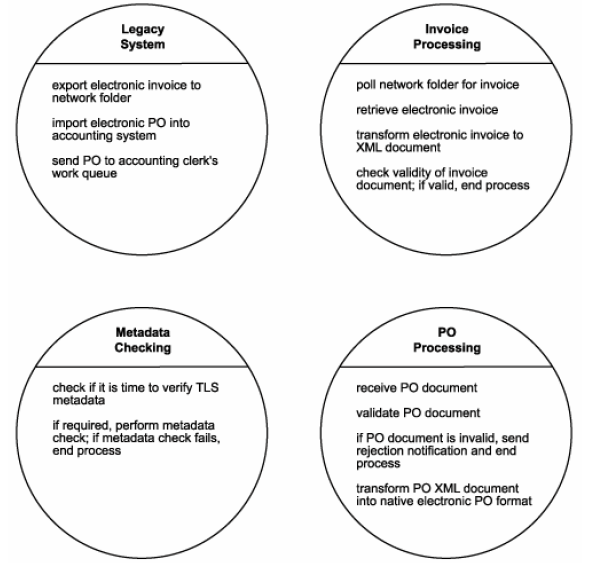 Legacy
System
export electronic invoice to
network folder
import electronic PO into
accounting system
send PO to accounting clerk's
work queue
Invoice
Processing
poll network folder for invoice
retrieve electronic invoice
transform electronic invoice to
XML document
check validity of invoice
document; if valid, end process
Metadata
Checking
check if it is time to verify TLS
metadata
if required, perform metadata
check; if metadata check fails,
end process
PO
Processing
receive PO document
validate PO document
if PO document is invalid, send
rejection notification and end
process
transform PO XML document
into native electronic PO format